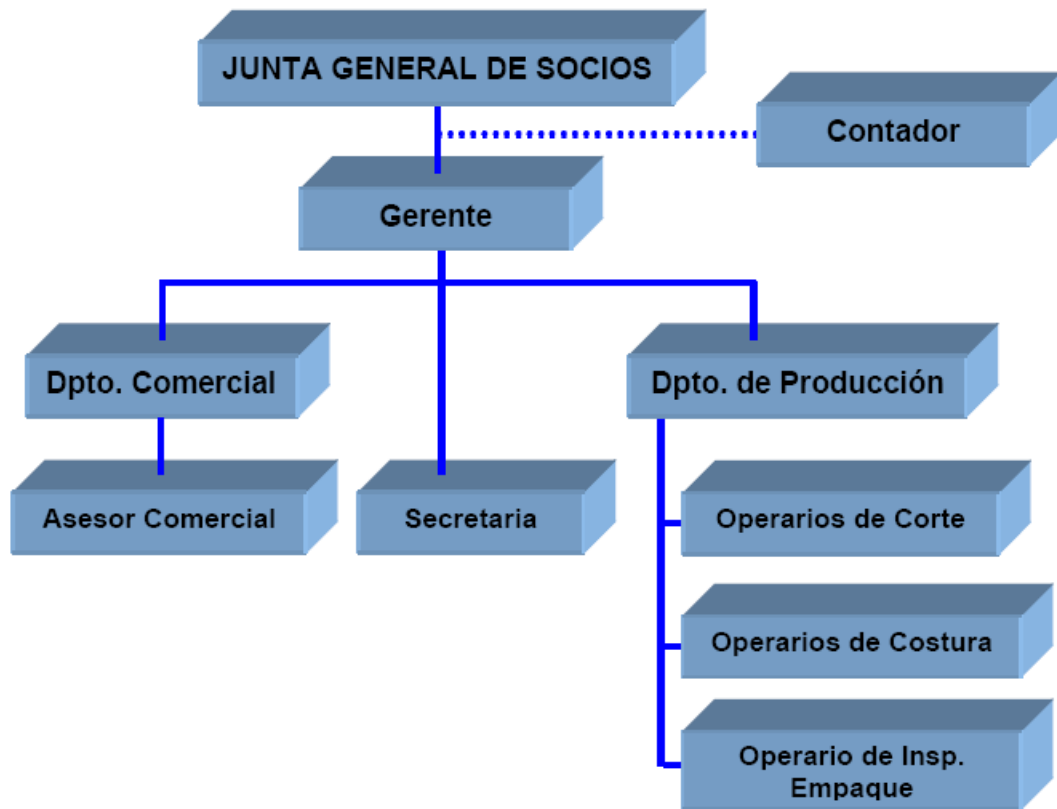 JUNTA GENERAL DE SOCIOS
Contador
Gerente
Dpto. Comercial
Dpto. de Producción
Asesor Comercial
Secretaria
Operarios de Corte
Operarios de Costura
Operario de Insp.
Empaque